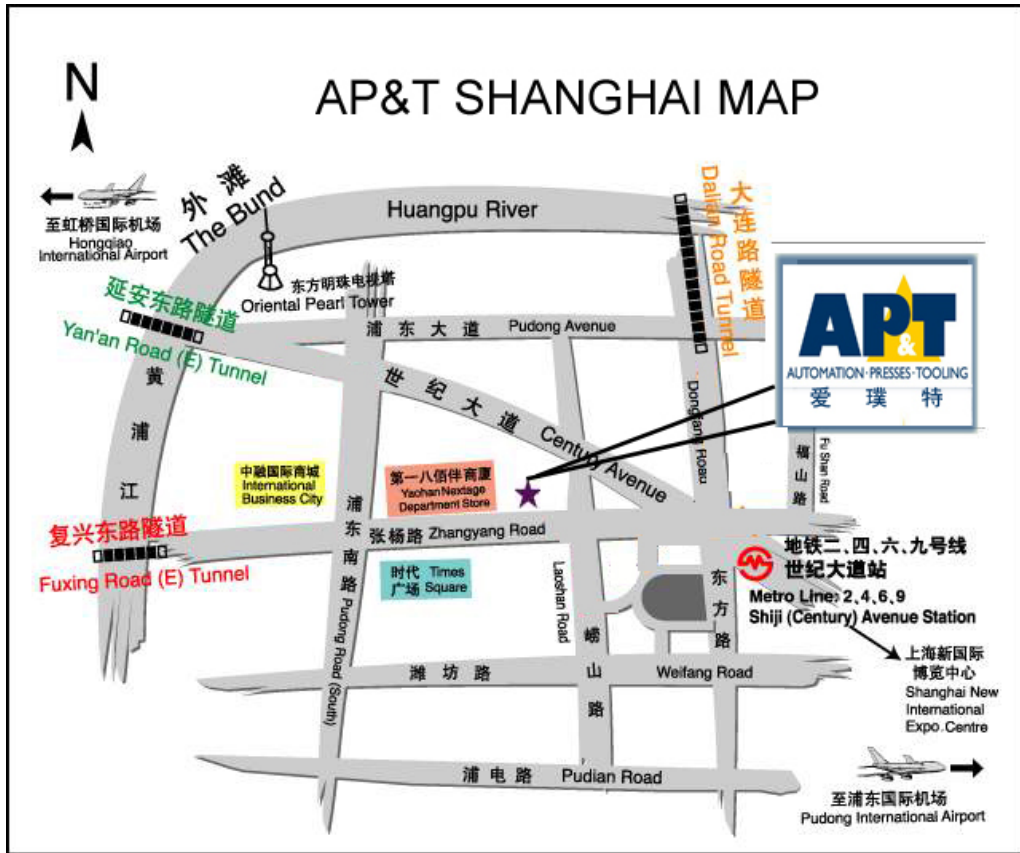 N
AP&T SHANGHAI MAP
外滩
The Bund
Huangpu River
大连路隧道
Dalian Road Tunnel
至虹桥国际机场
Hongqiao
International Airport
东方明珠电视塔
Oriental Pearl Tower
延安东路隧道
Yan'an Road (E) Tunnel
浦东大道 Pudong Avenue
AP&T
AUTOMATION·PRESSES·TOOLING
爱璞特
世纪大道 Century Avenue
Dongfang Road
东方路
福山路
Fu Shan Road
黄浦江
中融国际商城
International
Business City
第一八佰伴商厦
Yaohan Nextage
Department Store
浦东南路 Pudong Road (South)
张杨路 Zhangyang Road
复兴东路隧道
Fuxing Road (E) Tunnel
时代 Times
广场 Square
Laoshan Road
崂山路
地铁二、四、六、九号线
世纪大道站
Metro Line: 2,4,6,9
Shiji (Century) Avenue Station
潍坊路 Weifang Road
上海新国际
博览中心
Shanghai New
International
Expo.Centre
浦电路 Pudian Road
至浦东国际机场
Pudong International Airport